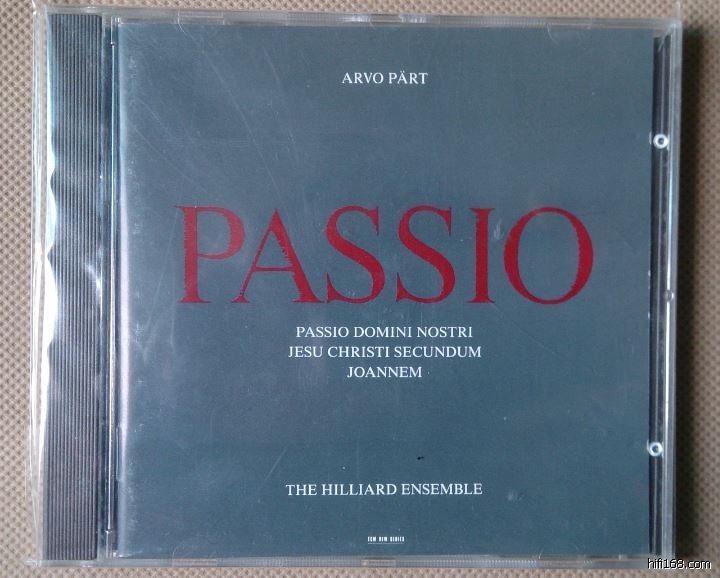 ARVO PÄRT
PASSIO
PASSIO DOMINI NOSTRI
JESU CHRISTI SECUNDUM
JOANNEM
THE HILLIARD ENSEMBLE
ECM NEW SERIES
hifi168.com